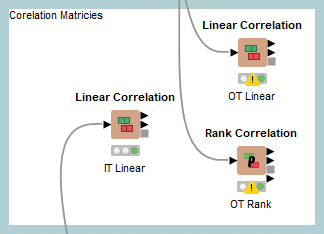 Corelation Matricies
Linear Correlation
OT Linear
Linear Correlation
IT Linear
Rank Correlation
OT Rank